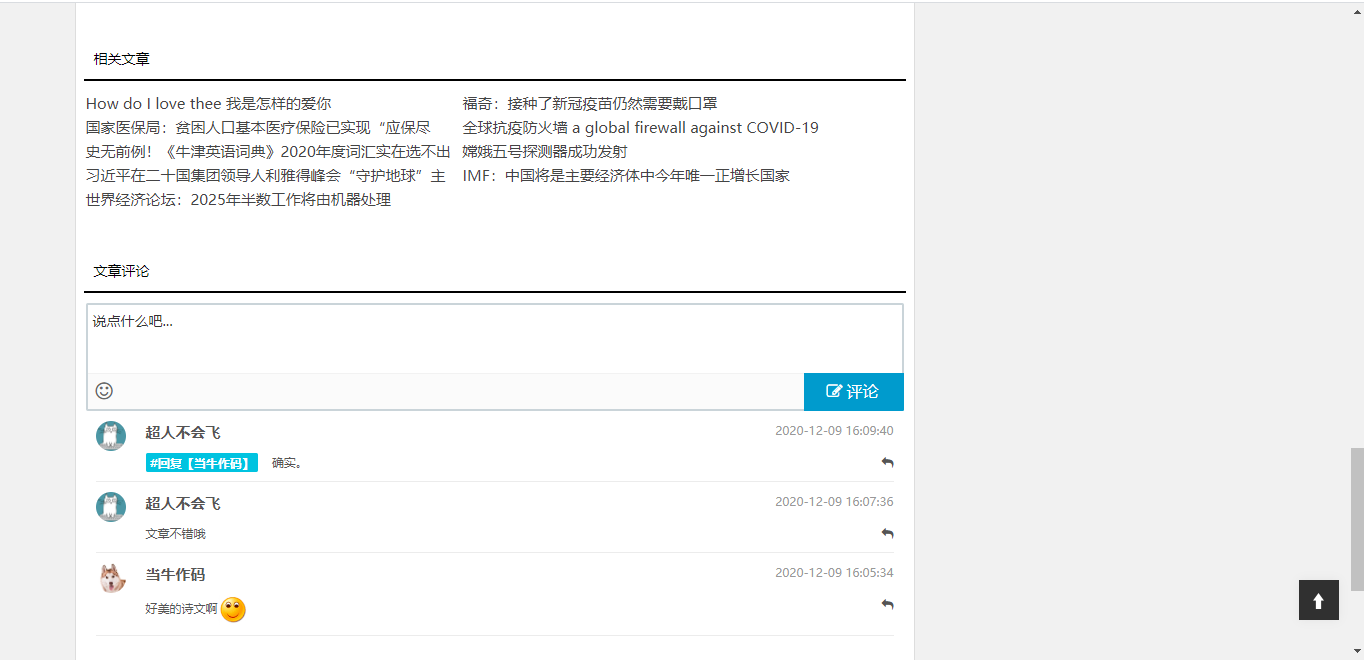 相关文章
How do I love thee 我是怎样的爱你
福奇：接种了新冠疫苗仍然需要戴口罩
国家医保局：贫困人口基本医疗保险已实现“应保尽
全球抗疫防火墙 a global firewall against COVID-19
史无前例！《牛津英语词典》2020年度词汇实在选不出
嫦娥五号探测器成功发射
习近平在二十国集团领导人利雅得峰会“守护地球”主
IMF：中国将是主要经济体中今年唯一正增长国家
世界经济论坛：2025年半数工作将由机器处理
文章评论
说点什么吧...
评论
超人不会飞
2020-12-09 16:09:40
#回复【当牛作码】 确实。
超人不会飞
2020-12-09 16:07:36
文章不错哦
当牛作码
2020-12-09 16:05:34
好美的诗文啊